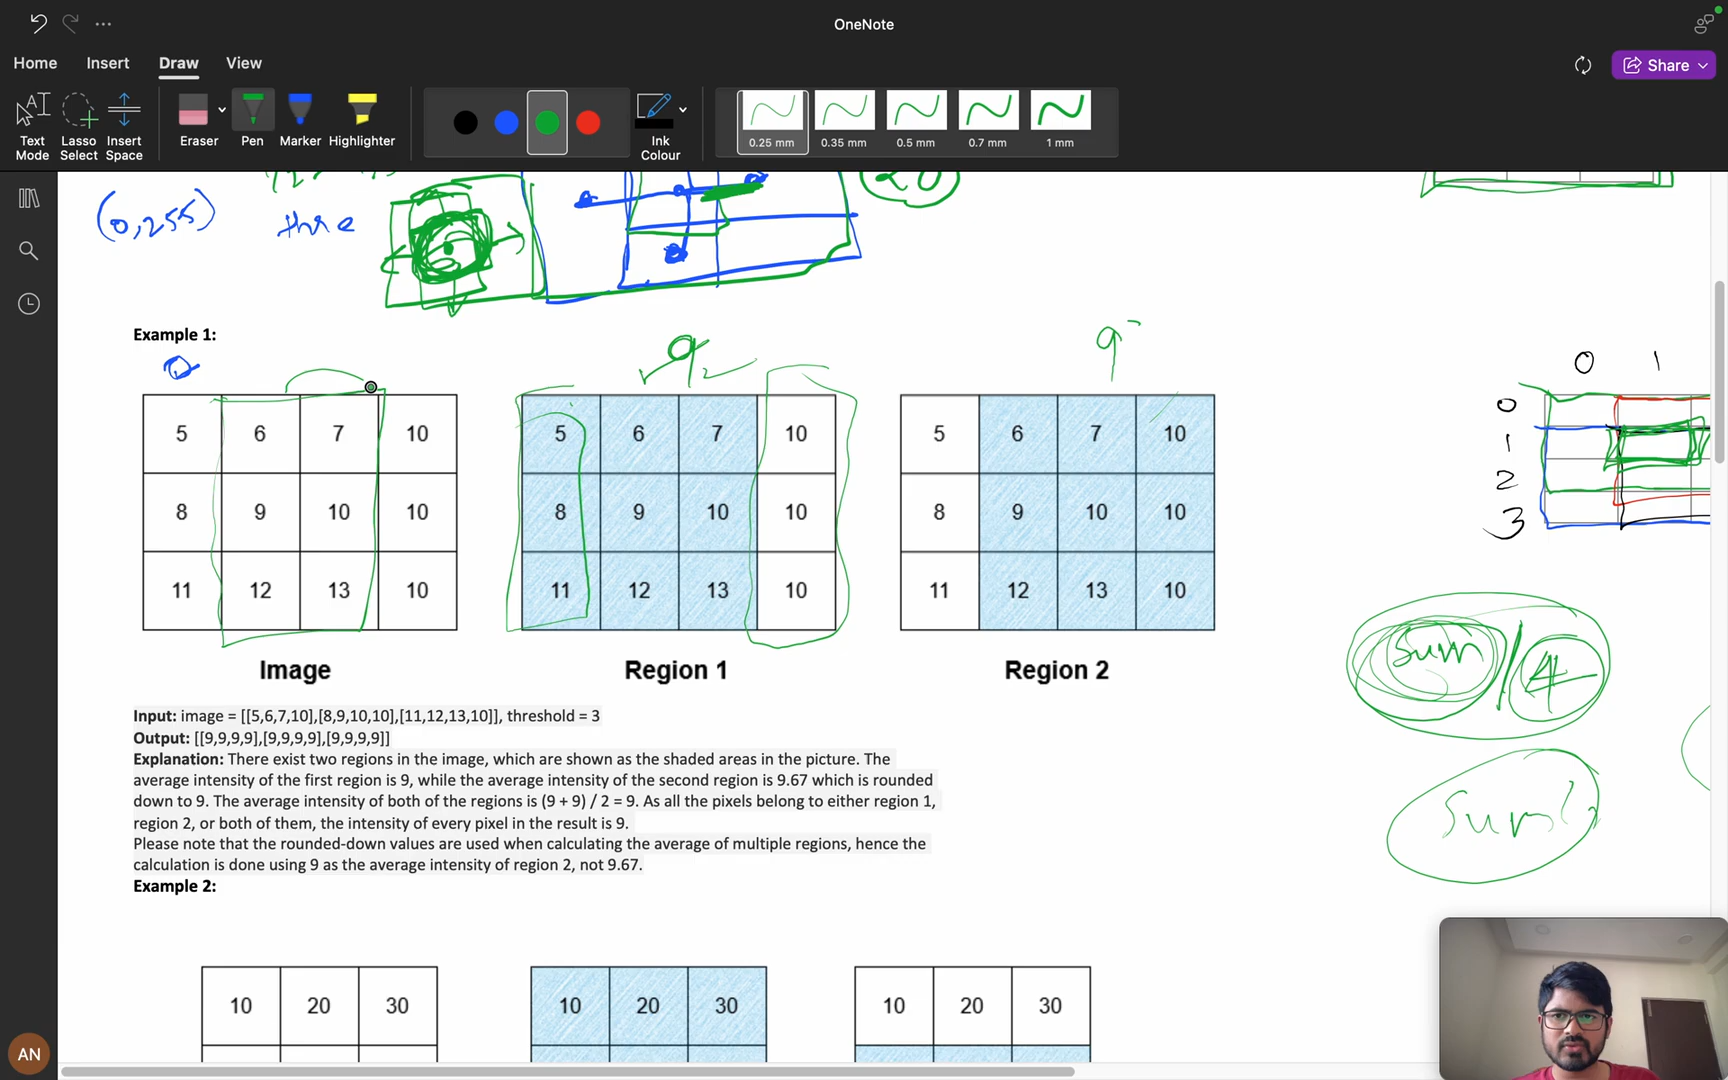 OneNote
Home Insert Draw View
Share
Text Mode
Lasso Select
Insert Space
Eraser
Pen
Marker
Highlighter
Ink Colour
0.25 mm
0.35 mm
0.5 mm
0.7 mm
1 mm
(0,255)
thre
Example 1:
9
9
5 6 7 10
8 9 10 10
11 12 13 10
Image
5 6 7 10
8 9 10 10
11 12 13 10
Region 1
5 6 7 10
8 9 10 10
11 12 13 10
Region 2
0 1
0
1
2
3
Sum / 4
Sum
Input: image = [[5,6,7,10],[8,9,10,10],[11,12,13,10]], threshold = 3
Output: [[9,9,9,9],[9,9,9,9],[9,9,9,9]]
Explanation: There exist two regions in the image, which are shown as the shaded areas in the picture. The
average intensity of the first region is 9, while the average intensity of the second region is 9.67 which is rounded
down to 9. The average intensity of both of the regions is (9 + 9) / 2 = 9. As all the pixels belong to either region 1,
region 2, or both of them, the intensity of every pixel in the result is 9.
Please note that the rounded-down values are used when calculating the average of multiple regions, hence the
calculation is done using 9 as the average intensity of region 2, not 9.67.
Example 2:
10 20 30
10 20 30
10 20 30
AN